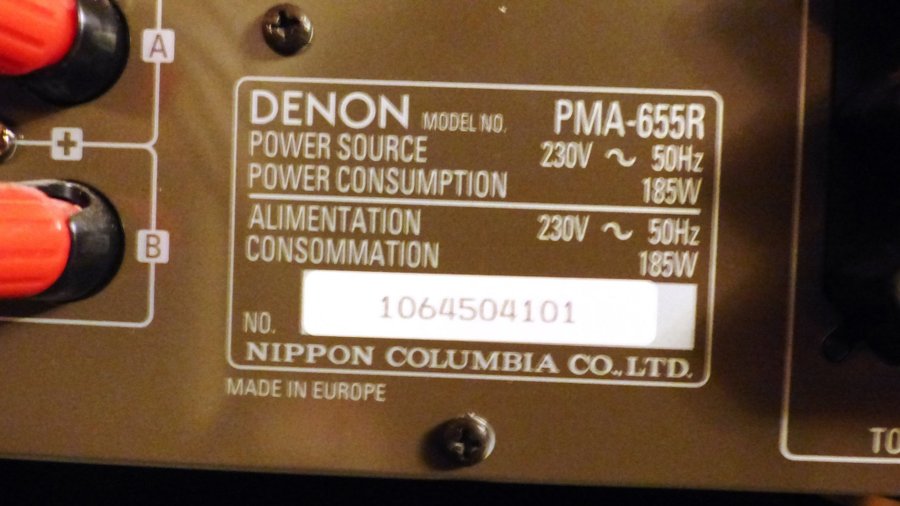 A
+
B
DENON MODEL NO. PMA-655R
POWER SOURCE 230V ~ 50Hz
POWER CONSUMPTION 185W
ALIMENTATION 230V ~ 50Hz
CONSOMMATION 185W
NO. 1064504101
NIPPON COLUMBIA CO.,LTD.
MADE IN EUROPE
TO